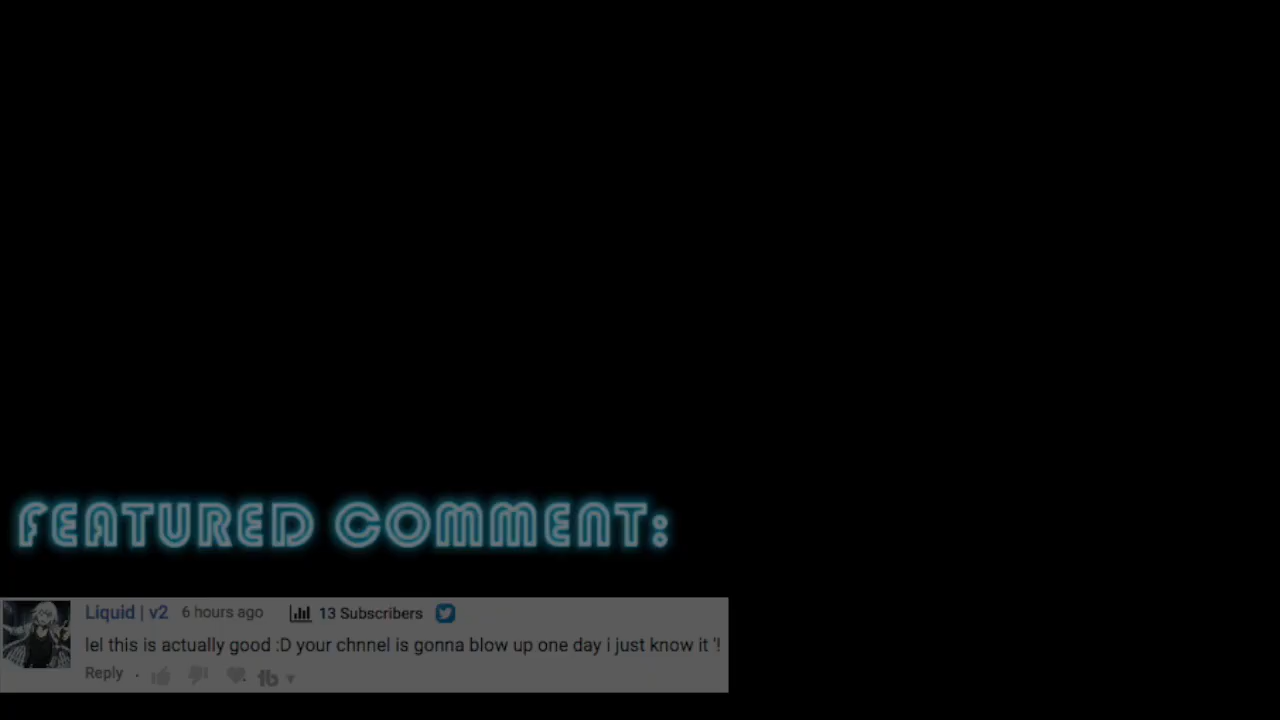 FEATURED COMMENT:
Liquid | v2 6 hours ago 13 Subscribers
lel this is actually good :D your chnnel is gonna blow up one day i just know it '!
Reply